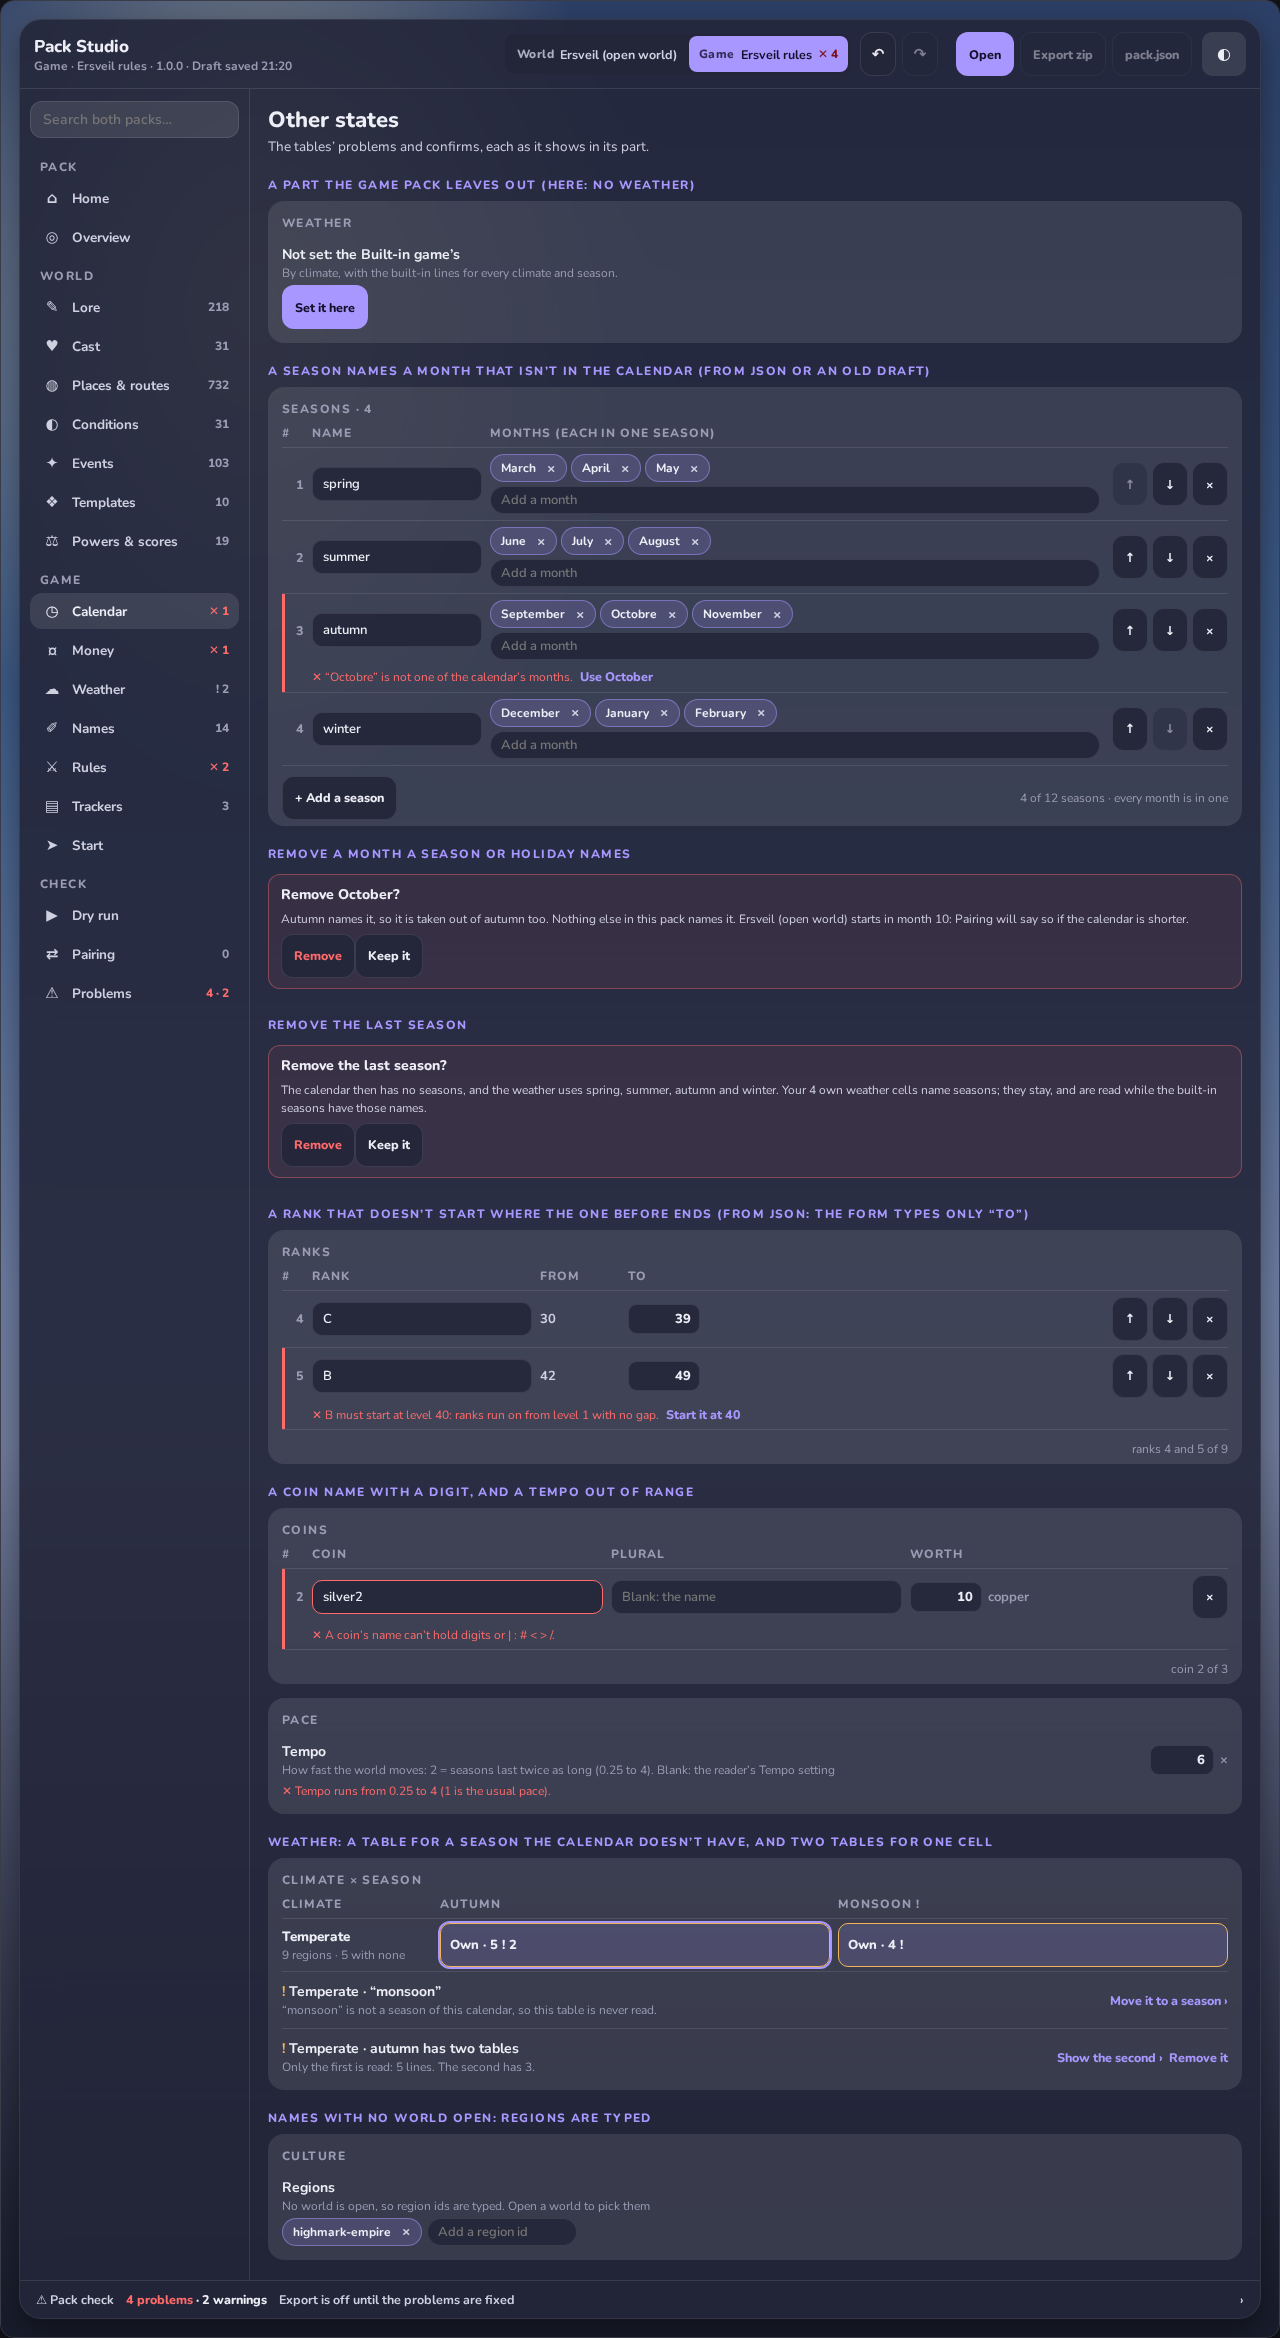 Pack Studio
Game · Ersveil rules · 1.0.0 · Draft saved 21:20
World Ersveil (open world)
Game Ersveil rules ✕ 4
↶
↷
Open
Export zip
pack.json
◐
Search both packs…
PACK
⌂ Home
◎ Overview
WORLD
✎ Lore 218
♥ Cast 31
◍ Places & routes 732
◐ Conditions 31
✦ Events 103
❖ Templates 10
⚖ Powers & scores 19
GAME
◷ Calendar ✕ 1
¤ Money ✕ 1
☁ Weather ! 2
✐ Names 14
⚔ Rules ✕ 2
▤ Trackers 3
➤ Start
CHECK
▶ Dry run
⇄ Pairing 0
⚠ Problems 4 · 2
Other states
The tables’ problems and confirms, each as it shows in its part.
A PART THE GAME PACK LEAVES OUT (HERE: NO WEATHER)
WEATHER
Not set: the Built-in game’s
By climate, with the built-in lines for every climate and season.
Set it here
A SEASON NAMES A MONTH THAT ISN’T IN THE CALENDAR (FROM JSON OR AN OLD DRAFT)
SEASONS · 4
# NAME MONTHS (EACH IN ONE SEASON)
1 spring March × April × May × ↑ ↓ ×
Add a month
2 summer June × July × August × ↑ ↓ ×
Add a month
3 autumn September × Octobre × November × ↑ ↓ ×
Add a month
✕ “Octobre” is not one of the calendar’s months. Use October
4 winter December × January × February × ↑ ↓ ×
Add a month
+ Add a season
4 of 12 seasons · every month is in one
REMOVE A MONTH A SEASON OR HOLIDAY NAMES
Remove October?
Autumn names it, so it is taken out of autumn too. Nothing else in this pack names it. Ersveil (open world) starts in month 10: Pairing will say so if the calendar is shorter.
Remove Keep it
REMOVE THE LAST SEASON
Remove the last season?
The calendar then has no seasons, and the weather uses spring, summer, autumn and winter. Your 4 own weather cells name seasons; they stay, and are read while the built-in
seasons have those names.
Remove Keep it
A RANK THAT DOESN’T START WHERE THE ONE BEFORE ENDS (FROM JSON: THE FORM TYPES ONLY “TO”)
RANKS
# RANK FROM TO
4 C 30 39 ↑ ↓ ×
5 B 42 49 ↑ ↓ ×
✕ B must start at level 40: ranks run on from level 1 with no gap. Start it at 40
ranks 4 and 5 of 9
A COIN NAME WITH A DIGIT, AND A TEMPO OUT OF RANGE
COINS
# COIN PLURAL WORTH
2 silver2 Blank: the name 10 copper ×
✕ A coin’s name can’t hold digits or | : # < > /.
coin 2 of 3
PACE
Tempo
How fast the world moves: 2 = seasons last twice as long (0.25 to 4). Blank: the reader’s Tempo setting
6 ×
✕ Tempo runs from 0.25 to 4 (1 is the usual pace).
WEATHER: A TABLE FOR A SEASON THE CALENDAR DOESN’T HAVE, AND TWO TABLES FOR ONE CELL
CLIMATE × SEASON
CLIMATE AUTUMN MONSOON !
Temperate
9 regions · 5 with none
Own · 5 ! 2
Own · 4 !
! Temperate · “monsoon”
“monsoon” is not a season of this calendar, so this table is never read.
Move it to a season ›
! Temperate · autumn has two tables
Only the first is read: 5 lines. The second has 3.
Show the second › Remove it
NAMES WITH NO WORLD OPEN: REGIONS ARE TYPED
CULTURE
Regions
No world is open, so region ids are typed. Open a world to pick them
highmark-empire × Add a region id
⚠ Pack check 4 problems · 2 warnings Export is off until the problems are fixed ›